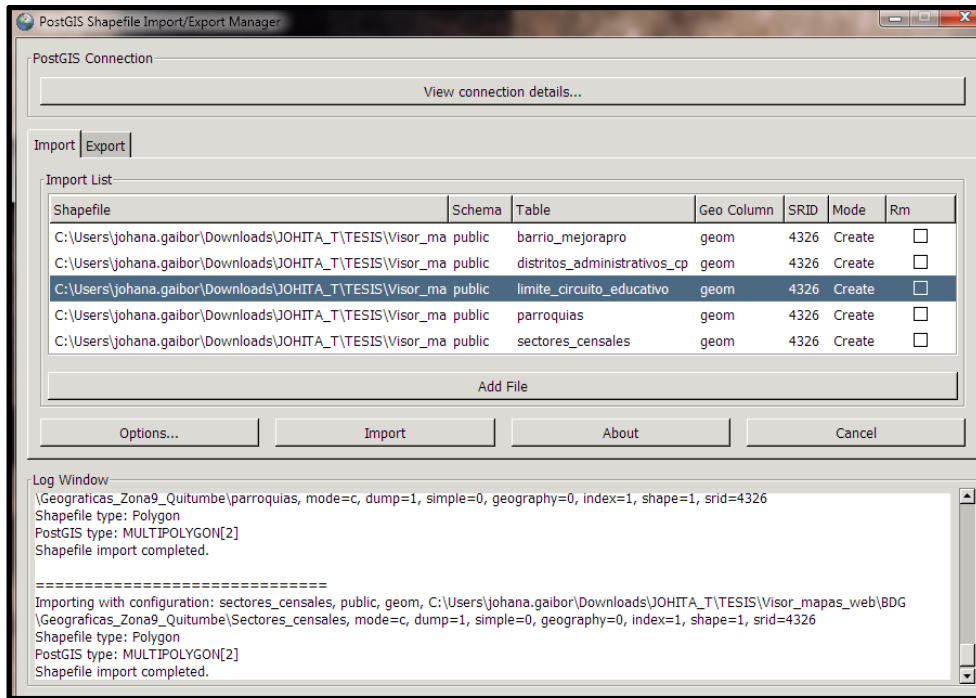 PostGIS Shapefile Import/Export Manager
PostGIS Connection
View connection details...
Import Export
Import List
Shapefile Schema Table Geo Column SRID Mode Rm
C:\Users\johana.gaibor\Downloads\JOHITA_T\TESIS\Visor_ma public barrio_mejorapro geom 4326 Create
C:\Users\johana.gaibor\Downloads\JOHITA_T\TESIS\Visor_ma public distritos_administrativos_cp geom 4326 Create
C:\Users\johana.gaibor\Downloads\JOHITA_T\TESIS\Visor_ma public limite_circuito_educativo geom 4326 Create
C:\Users\johana.gaibor\Downloads\JOHITA_T\TESIS\Visor_ma public parroquias geom 4326 Create
C:\Users\johana.gaibor\Downloads\JOHITA_T\TESIS\Visor_ma public sectores_censales geom 4326 Create
Add File
Options... Import About Cancel
Log Window
\Geograficas_Zona9_Quitumbe\parroquias, mode=c, dump=1, simple=0, geography=0, index=1, shape=1, srid=4326
Shapefile type: Polygon
PostGIS type: MULTIPOLYGON[2]
Shapefile import completed.
==============================
Importing with configuration: sectores_censales, public, geom, C:\Users\johana.gaibor\Downloads\JOHITA_T\TESIS\Visor_mapas_web\BDG
\Geograficas_Zona9_Quitumbe\Sectores_censales, mode=c, dump=1, simple=0, geography=0, index=1, shape=1, srid=4326
Shapefile type: Polygon
PostGIS type: MULTIPOLYGON[2]
Shapefile import completed.